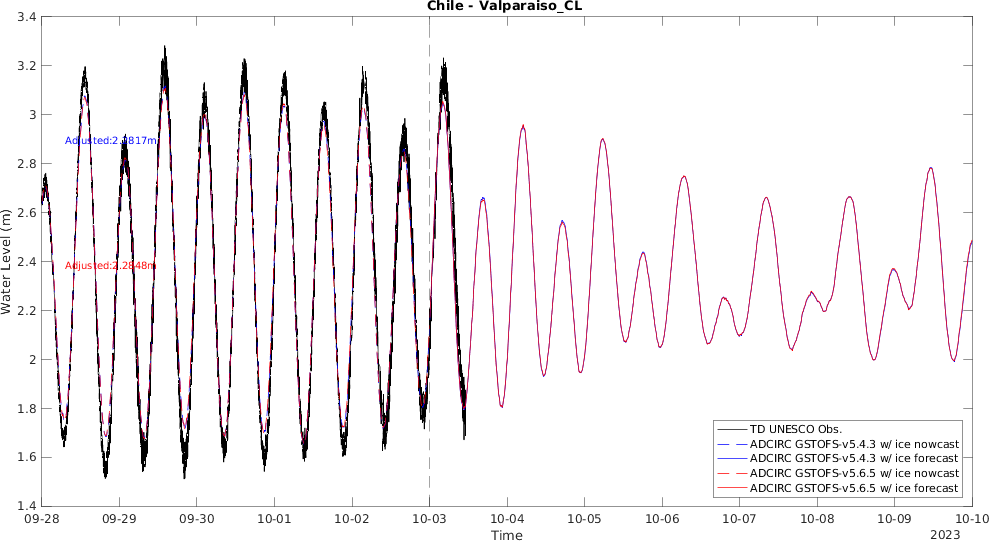 Chile - Valparaiso_CL
3.4
3.2
3
2.8
2.6
2.4
2.2
2
1.8
1.6
1.4
Water Level (m)
Adjusted:2.2817m
Adjusted:2.2848m
TD UNESCO Obs.
ADCIRC GSTOFS-v5.4.3 w/ ice nowcast
ADCIRC GSTOFS-v5.4.3 w/ ice forecast
ADCIRC GSTOFS-v5.6.5 w/ ice nowcast
ADCIRC GSTOFS-v5.6.5 w/ ice forecast
09-28 09-29 09-30 10-01 10-02 10-03 10-04 10-05 10-06 10-07 10-08 10-09 10-10
Time
2023